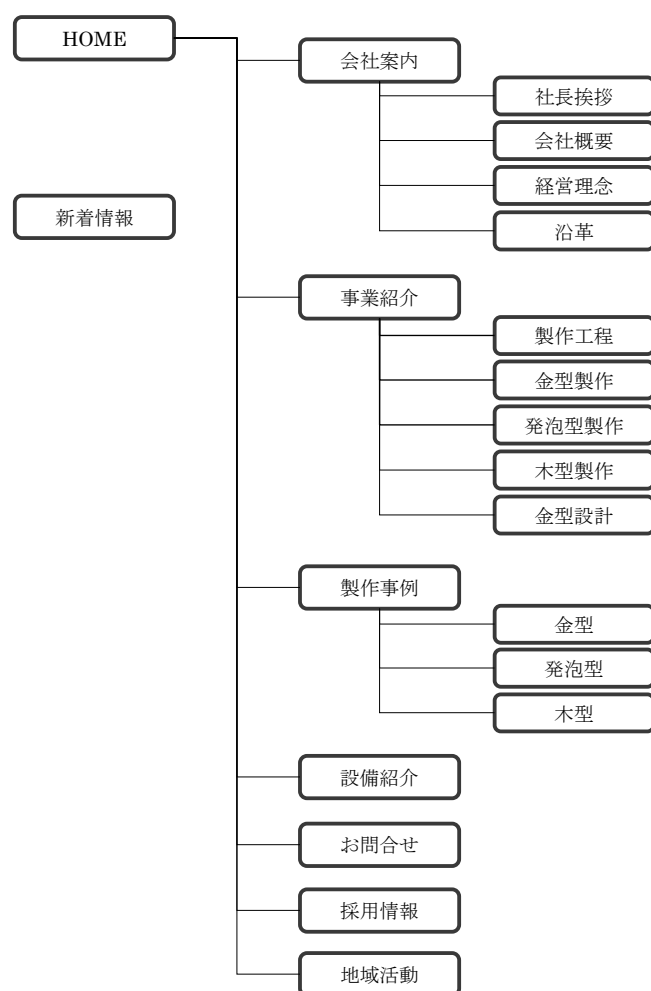 HOME
新着情報
会社案内
社長挨拶
会社概要
経営理念
沿革
事業紹介
製作工程
金型製作
発泡型製作
木型製作
金型設計
製作事例
金型
発泡型
木型
設備紹介
お問合せ
採用情報
地域活動